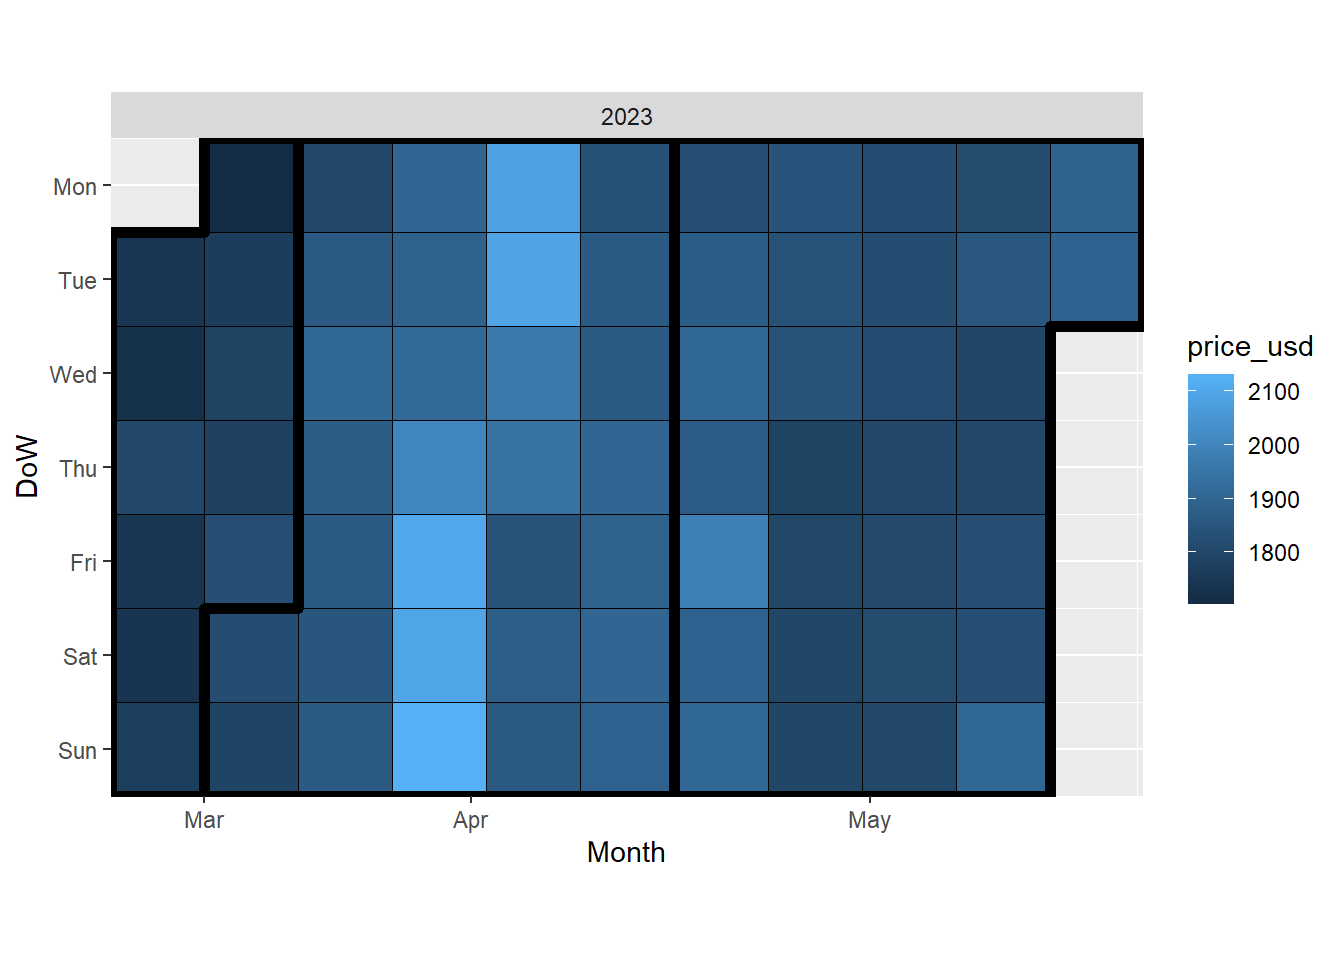 2023
Mon
Tue
Wed
Thu
Fri
Sat
Sun
DoW
Mar Apr May
Month
price_usd
2100
2000
1900
1800